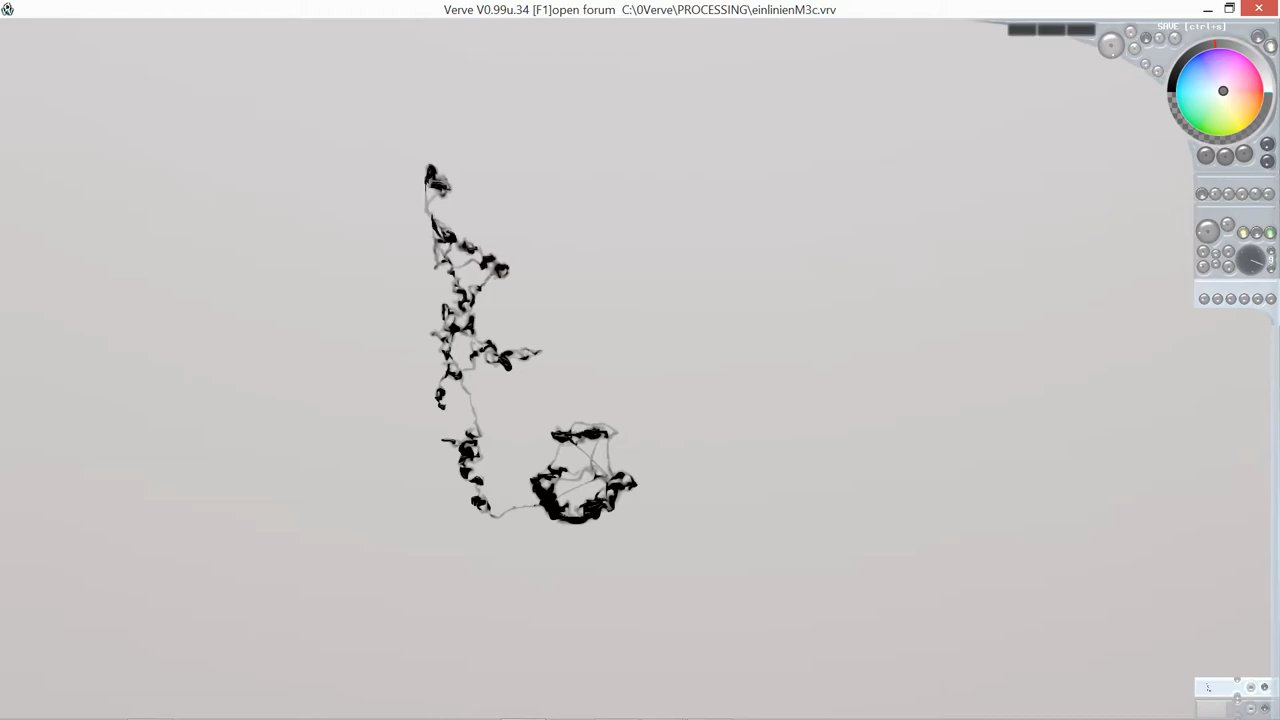 Verve V0.99u.34 [F1]open forum C:\0Verve\PROCESSING\einlinienM3c.vrv
SAVE [ctrl+s]